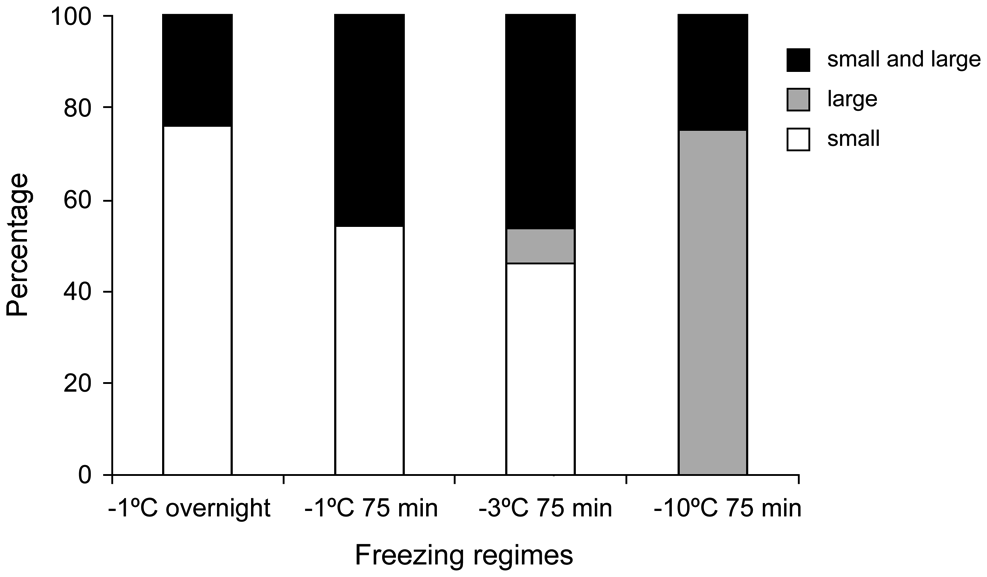 100
80
60
40
20
0
Percentage
-1ºC overnight
-1ºC 75 min
-3ºC 75 min
-10ºC 75 min
Freezing regimes
small and large
large
small